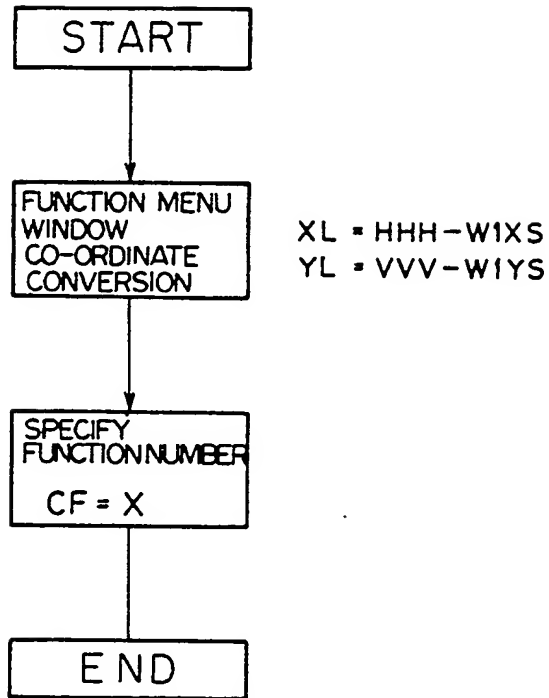 START
FUNCTION MENU
WINDOW
CO-ORDINATE
CONVERSION
XL = HHH-W1XS
YL = VVV-W1YS
SPECIFY
FUNCTION NUMBER
CF = X
END